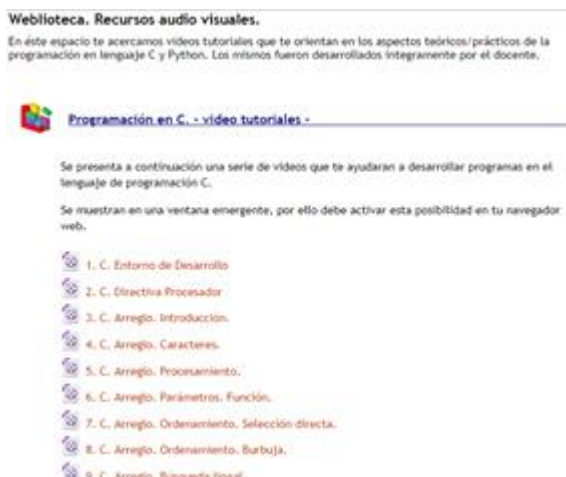 Weblioteca. Recursos audio visuales.
En éste espacio te acercamos videos tutoriales que te orientan en los aspectos teóricos/prácticos de la
programación en lenguaje C y Python. Los mismos fueron desarrollados íntegramente por el docente.
Programación en C. - video tutoriales -
Se presenta a continuación una serie de videos que te ayudaran a desarrollar programas en el
lenguaje de programación C.
Se muestran en una ventana emergente, por ello debe activar esta posibilidad en tu navegador
web.
1. C. Entorno de Desarrollo
2. C. Directiva Procesador
3. C. Arreglo. Introducción.
4. C. Arreglo. Caracteres.
5. C. Arreglo. Procesamiento.
6. C. Arreglo. Parámetros. Función.
7. C. Arreglo. Ordenamiento. Selección directa.
8. C. Arreglo. Ordenamiento. Burbuja.
9. C. Arreglo. Búsqueda lineal